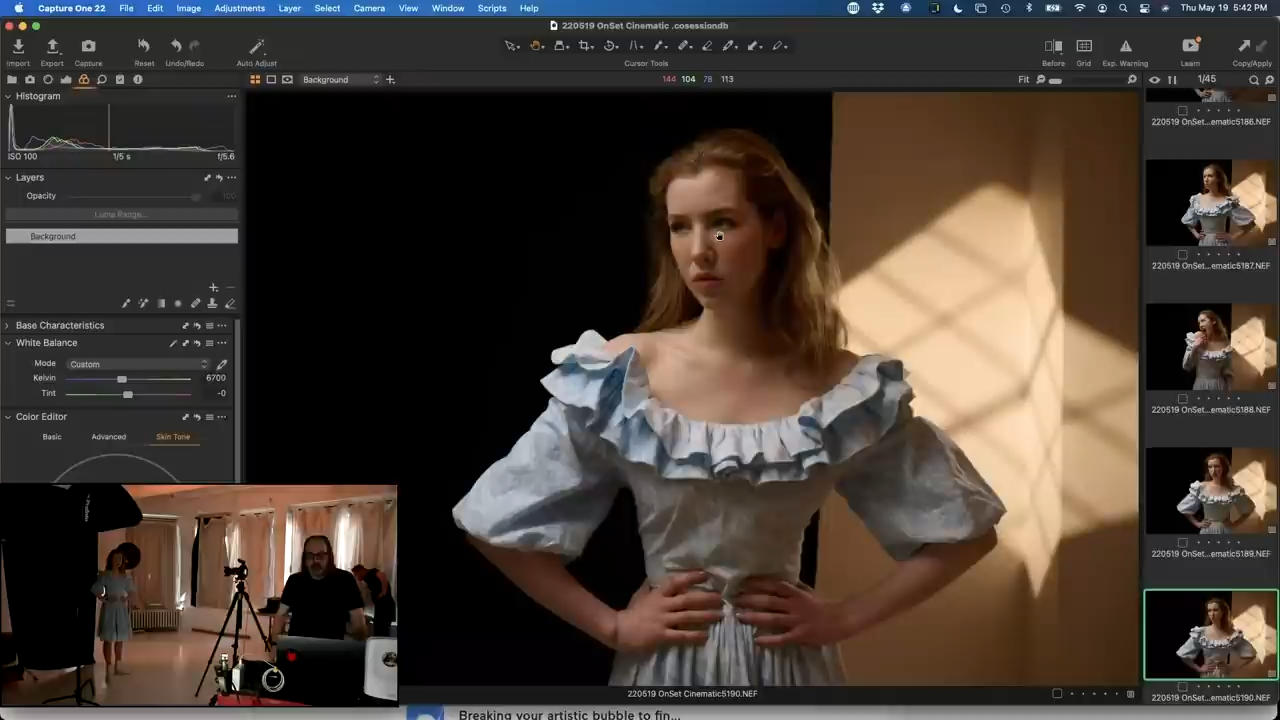 Capture One 22 File Edit Image Adjustments Layer Select Camera View Window Scripts Help Thu May 19 5:42 PM
220519 OnSet Cinematic .cosessiondb
Import Export Capture Reset Undo/Redo Auto Adjust Cursor Tools Before Grid Exp. Warning Learn Copy/Apply
Background 144 104 78 113 Fit 1/45
Histogram
ISO 100 1/5 s f/5.6
Layers
Opacity 100
Luma Range...
Background
Base Characteristics
White Balance
Mode Custom
Kelvin 6700
Tint -0
Color Editor
Basic Advanced Skin Tone
220519 OnSet...ematic5186.NEF
220519 OnSet...ematic5187.NEF
220519 OnSet...ematic5188.NEF
220519 OnSet...ematic5189.NEF
220519 OnSet...ematic5190.NEF
220519 OnSet Cinematic5190.NEF
Breaking your artistic bubble to fin...